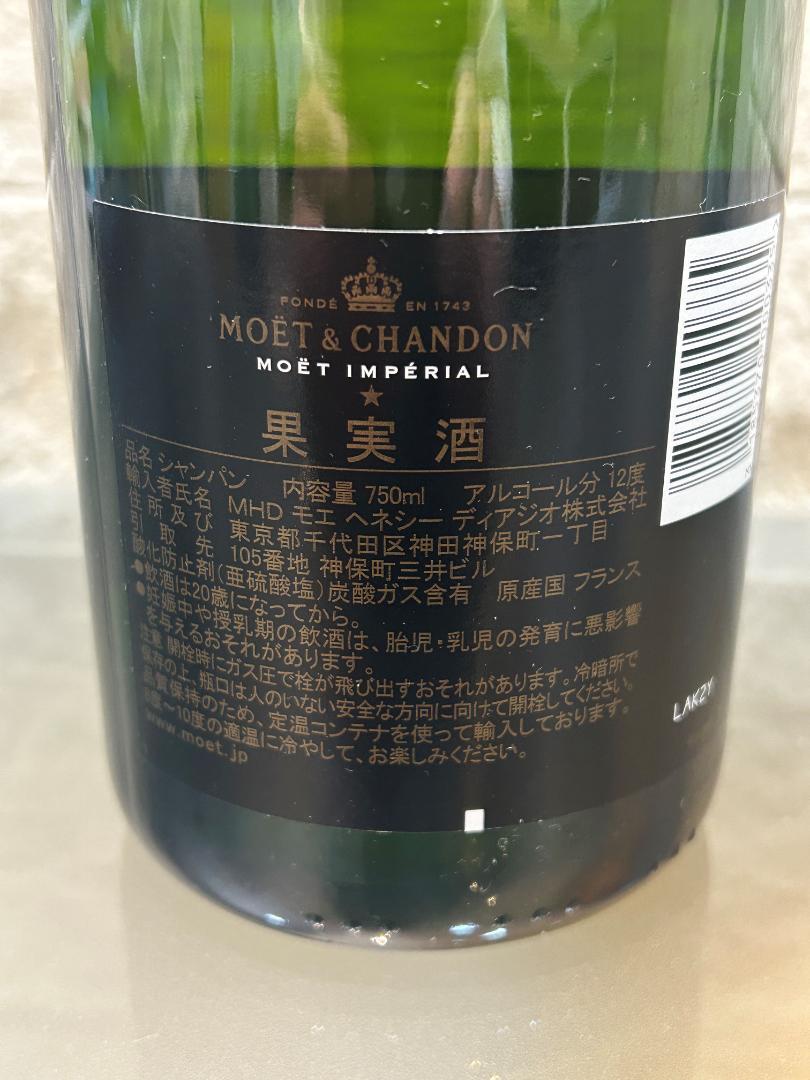 FONDÉ EN 1743
MOËT & CHANDON
MOËT IMPÉRIAL
果実酒
品名 シャンパン 内容量 750ml アルコール分 12度
輸入者氏名 MHD モエ ヘネシー ディアジオ株式会社
住所及び 東京都千代田区神田神保町一丁目
引取先 105番地 神保町三井ビル
酸化防止剤(亜硫酸塩)炭酸ガス含有 原産国 フランス
●飲酒は20歳になってから。
●妊娠中や授乳期の飲酒は、胎児・乳児の発育に悪影響
を与えるおそれがあります。
注意 開栓時にガス圧で栓が飛び出すおそれがあります。冷暗所で
保存の上、瓶口は人のいない安全な方向に向けて開栓してください。
品質保持のため、定温コンテナを使って輸入しております。
8度〜10度の適温に冷やして、お楽しみください。
www.moet.jp
LAK2Y